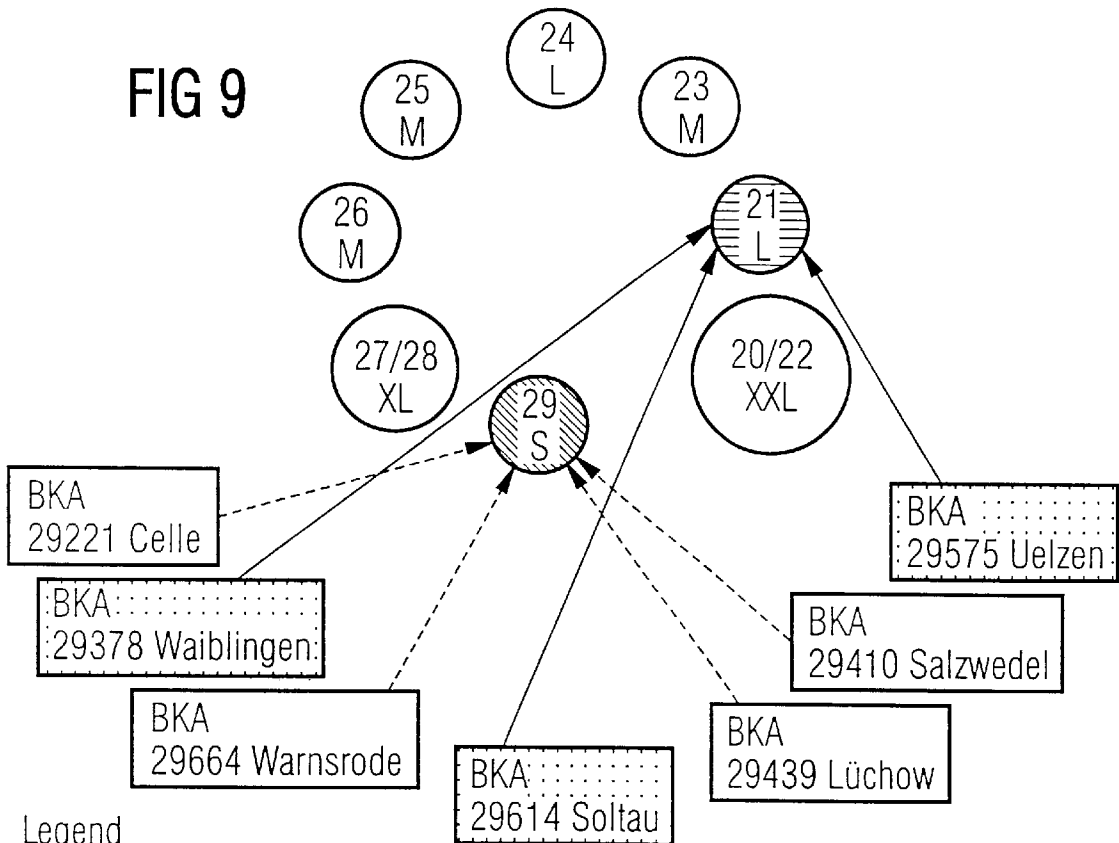 FIG 9
24
L
25
M
23
M
26
M
21
L
27/28
XL
20/22
XXL
29
S
BKA
29221 Celle
BKA
29575 Uelzen
BKA
29378 Waiblingen
BKA
29410 Salzwedel
BKA
29664 Warnsrode
BKA
29439 Lüchow
BKA
29614 Soltau
Legend